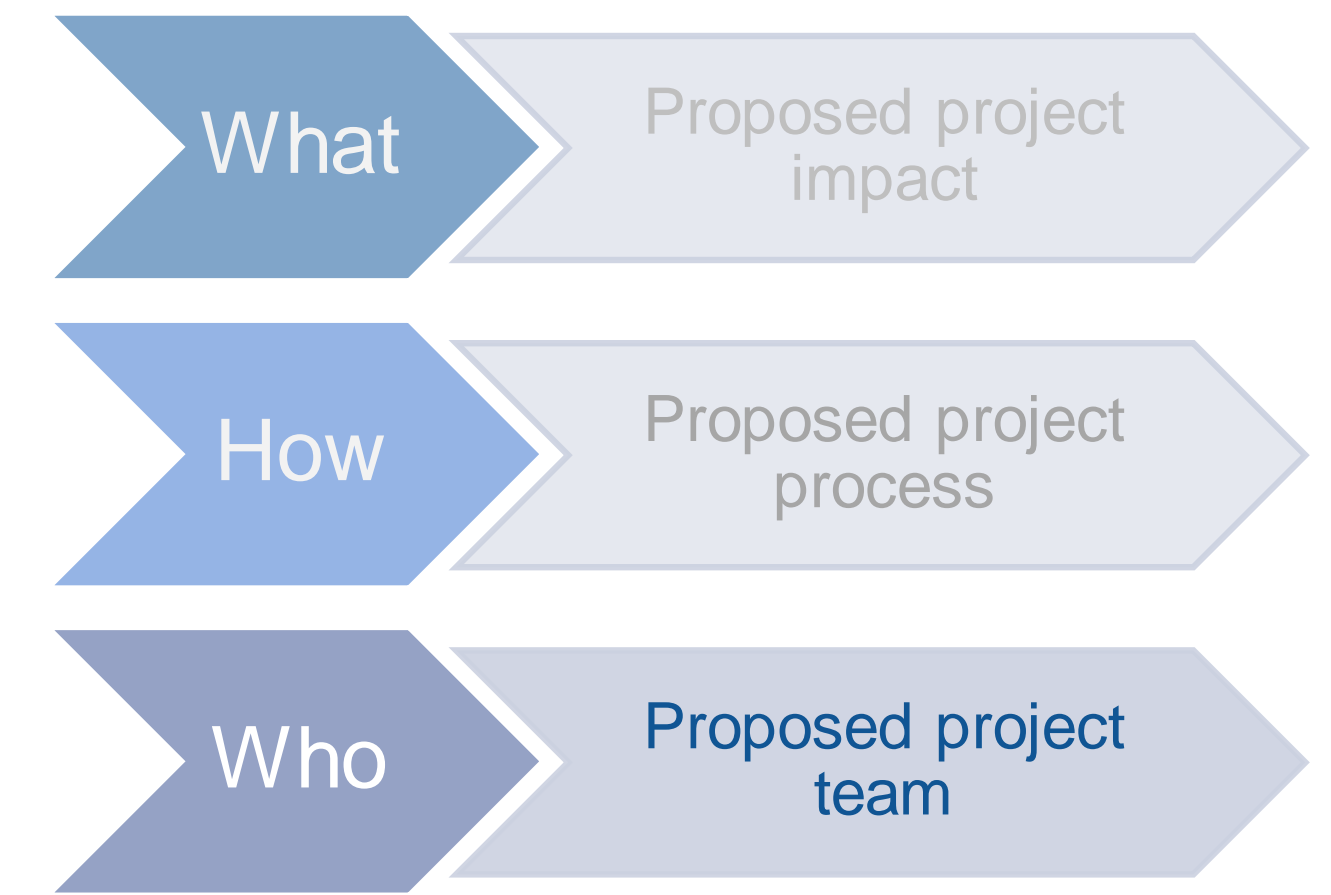 What
Proposed project
impact
How
Proposed project
process
Who
Proposed project
team